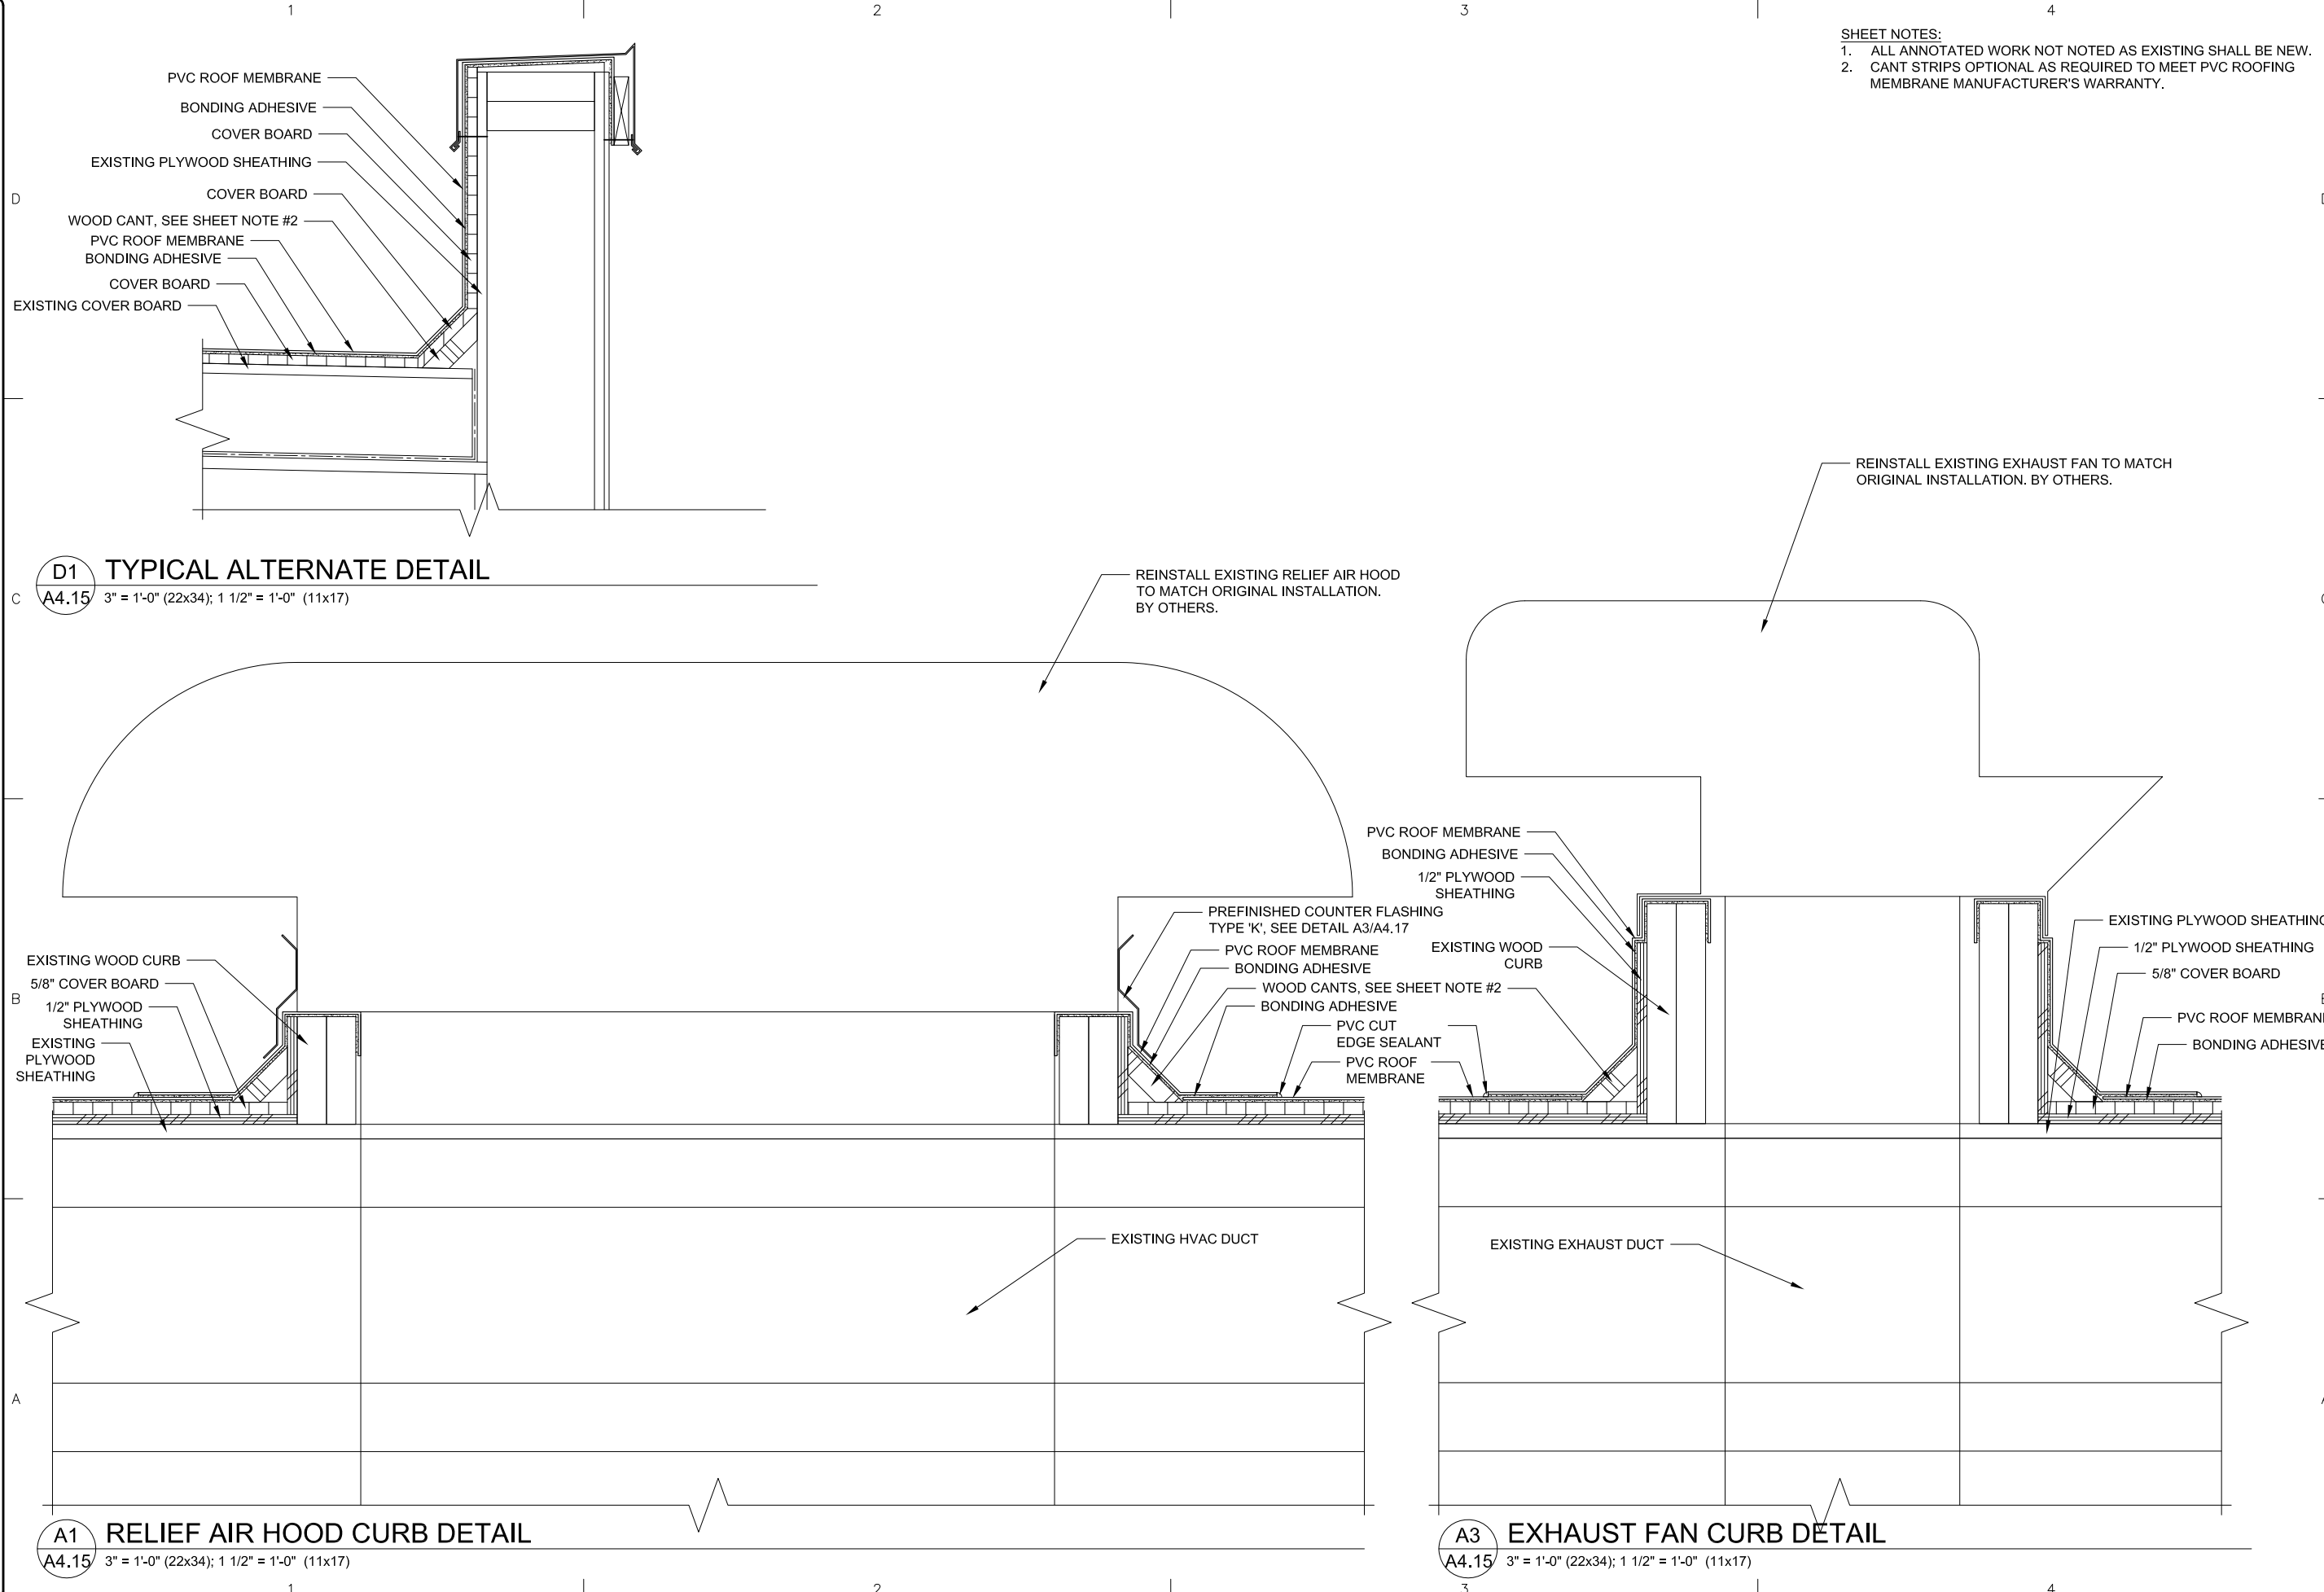 1
2
3
4
SHEET NOTES:
1. ALL ANNOTATED WORK NOT NOTED AS EXISTING SHALL BE NEW.
2. CANT STRIPS OPTIONAL AS REQUIRED TO MEET PVC ROOFING
MEMBRANE MANUFACTURER'S WARRANTY.
PVC ROOF MEMBRANE
BONDING ADHESIVE
COVER BOARD
EXISTING PLYWOOD SHEATHING
COVER BOARD
WOOD CANT, SEE SHEET NOTE #2
PVC ROOF MEMBRANE
BONDING ADHESIVE
COVER BOARD
EXISTING COVER BOARD
D
D1
A4.15
TYPICAL ALTERNATE DETAIL
3" = 1'-0" (22x34); 1 1/2" = 1'-0" (11x17)
C
REINSTALL EXISTING RELIEF AIR HOOD
TO MATCH ORIGINAL INSTALLATION.
BY OTHERS.
REINSTALL EXISTING EXHAUST FAN TO MATCH
ORIGINAL INSTALLATION. BY OTHERS.
EXISTING WOOD CURB
5/8" COVER BOARD
1/2" PLYWOOD
SHEATHING
EXISTING
PLYWOOD
SHEATHING
B
PREFINISHED COUNTER FLASHING
TYPE 'K', SEE DETAIL A3/A4.17
PVC ROOF MEMBRANE
BONDING ADHESIVE
WOOD CANTS, SEE SHEET NOTE #2
BONDING ADHESIVE
PVC CUT
EDGE SEALANT
PVC ROOF
MEMBRANE
PVC ROOF MEMBRANE
BONDING ADHESIVE
1/2" PLYWOOD
SHEATHING
EXISTING WOOD
CURB
EXISTING PLYWOOD SHEATHING
1/2" PLYWOOD SHEATHING
5/8" COVER BOARD
PVC ROOF MEMBRANE
BONDING ADHESIVE
EXISTING HVAC DUCT
EXISTING EXHAUST DUCT
A
A1
A4.15
RELIEF AIR HOOD CURB DETAIL
3" = 1'-0" (22x34); 1 1/2" = 1'-0" (11x17)
A3
A4.15
EXHAUST FAN CURB DETAIL
3" = 1'-0" (22x34); 1 1/2" = 1'-0" (11x17)
1
2
3
4